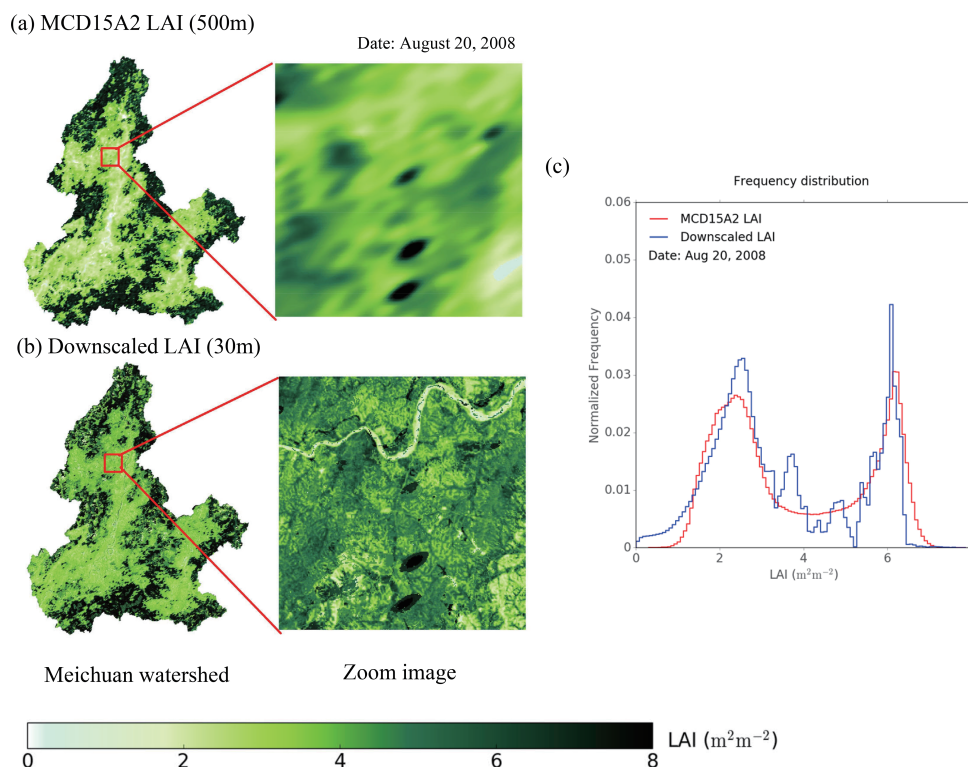 (a) MCD15A2 LAI (500m)
Date: August 20, 2008
(b) Downscaled LAI (30m)
Meichuan watershed
Zoom image
(c)
Frequency distribution
MCD15A2 LAI
Downscaled LAI
Date: Aug 20, 2008
Normalized Frequency
0.06
0.05
0.04
0.03
0.02
0.01
0
0 2 4 6
LAI (m²m⁻²)
0 2 4 6 8
LAI (m²m⁻²)